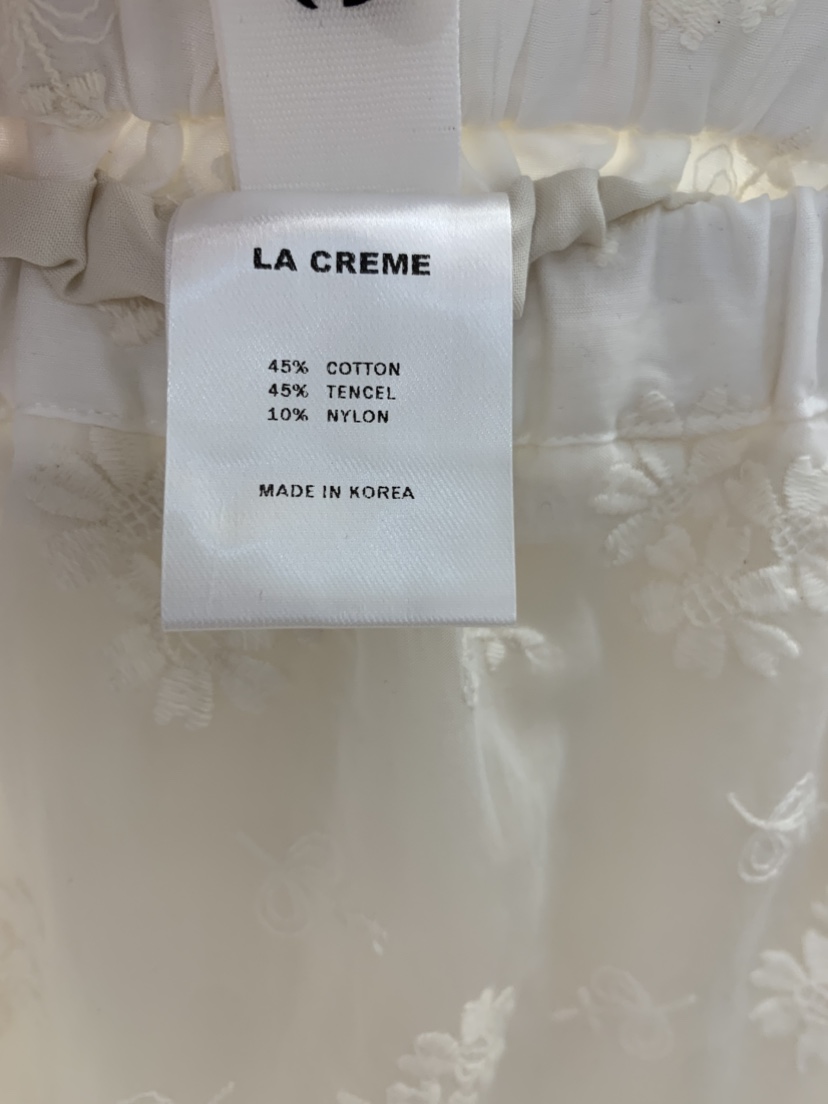 LA CREME
45% COTTON
45% TENCEL
10% NYLON
MADE IN KOREA